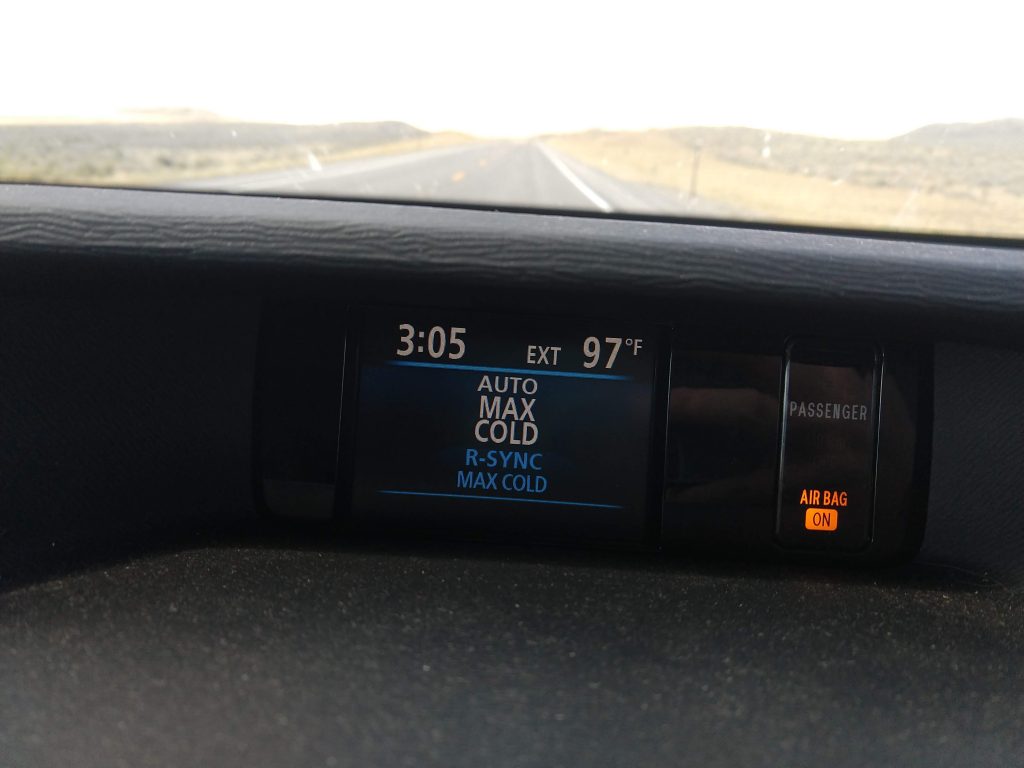 3:05 EXT 97°F
AUTO
MAX
COLD
R-SYNC
MAX COLD
PASSENGER
AIR BAG
ON